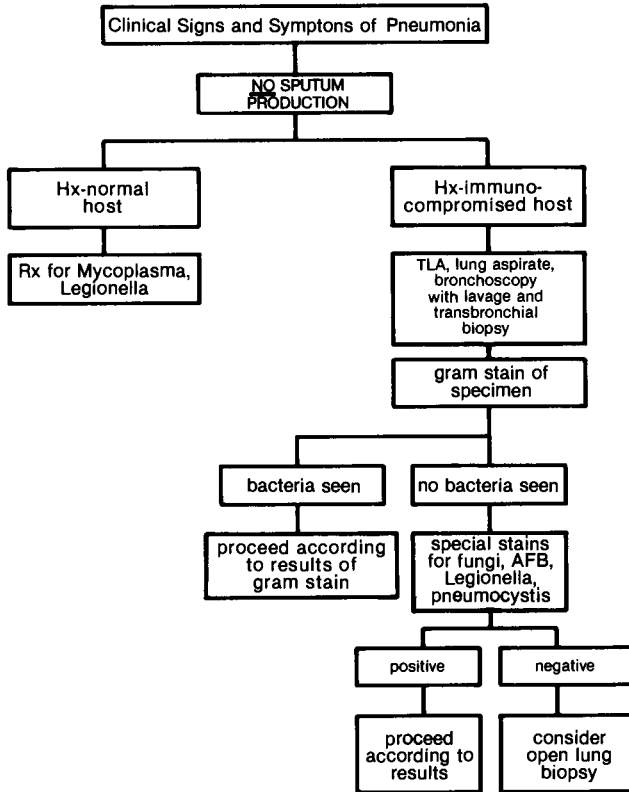 Clinical Signs and Symptons of Pneumonia
NO SPUTUM
PRODUCTION
Hx-normal
host
Rx for Mycoplasma,
Legionella
Hx-immuno-
compromised host
TLA, lung aspirate,
bronchoscopy
with lavage and
transbronchial
biopsy
gram stain of
specimen
bacteria seen
proceed according
to results of
gram stain
no bacteria seen
special stains
for fungi, AFB,
Legionella,
pneumocystis
positive
proceed
according to
results
negative
consider
open lung
biopsy